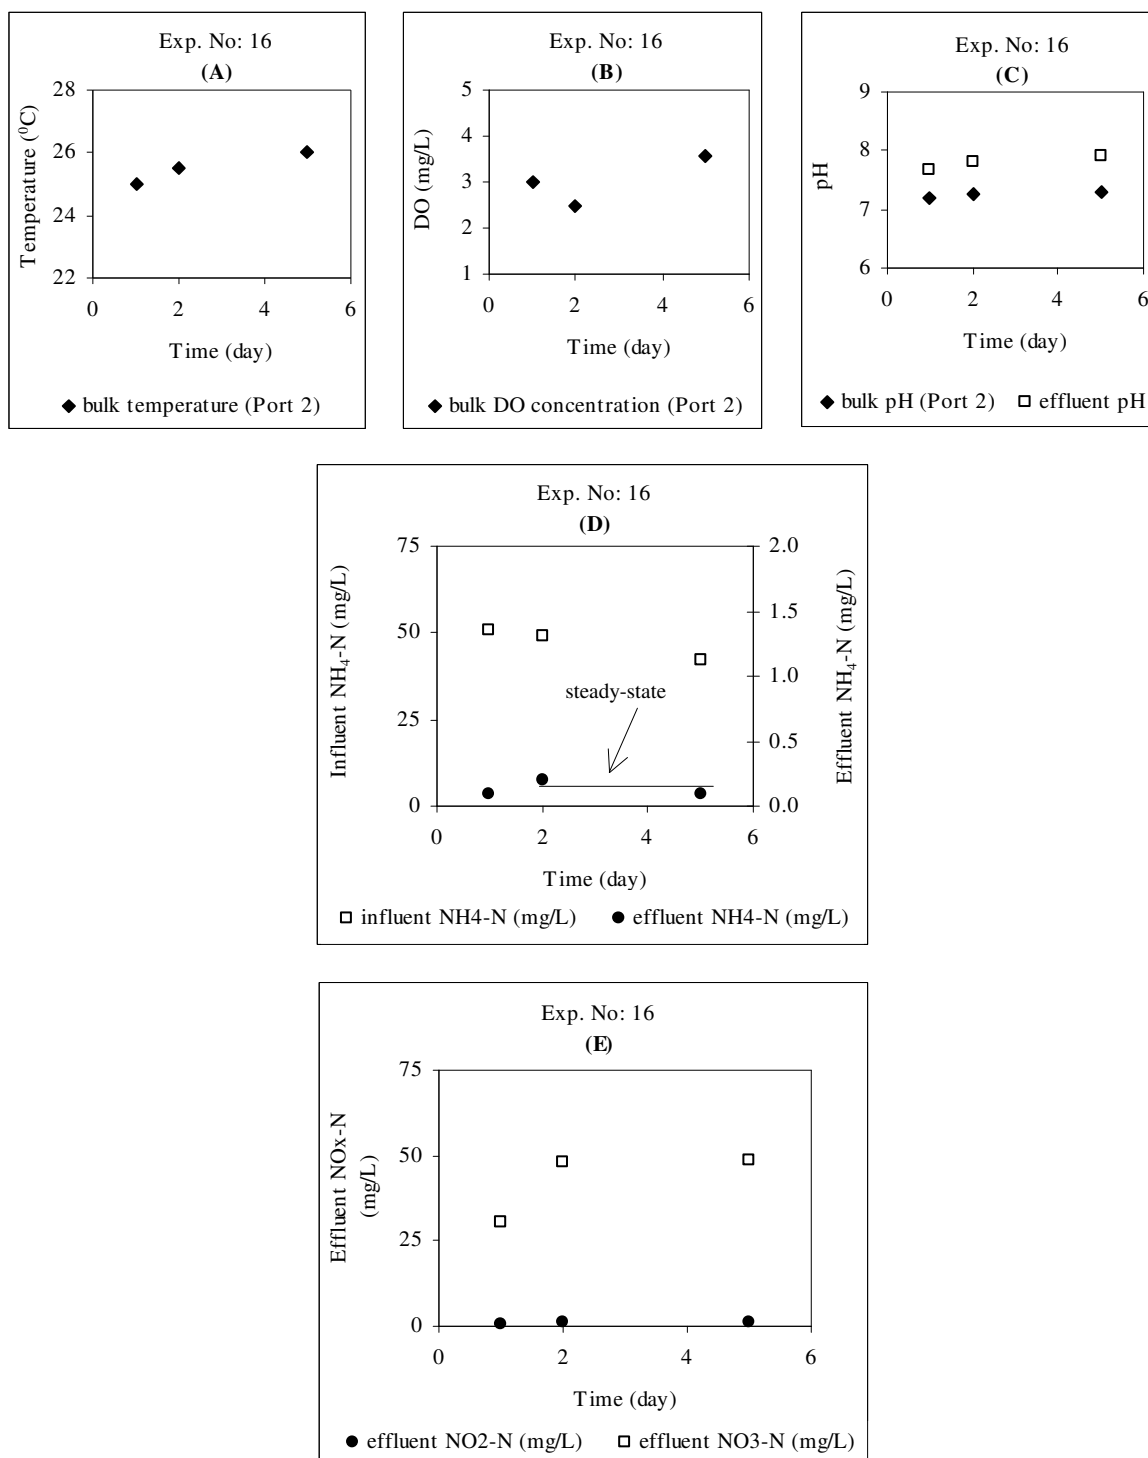 Exp. No: 16
(A)
Temperature (⁰C)
28
26
24
22
0 2 4 6
Time (day)
bulk temperature (Port 2)
Exp. No: 16
(B)
DO (mg/L)
5
4
3
2
1
0 2 4 6
Time (day)
bulk DO concentration (Port 2)
Exp. No: 16
(C)
pH
9
8
7
6
0 2 4 6
Time (day)
bulk pH (Port 2) effluent pH
Exp. No: 16
(D)
Influent NH₄-N (mg/L)
75
50
25
0
steady-state
2.0
1.5
1.0
0.5
0.0
Effluent NH₄-N (mg/L)
0 2 4 6
Time (day)
influent NH4-N (mg/L) effluent NH4-N (mg/L)
Exp. No: 16
(E)
Effluent NOx-N
(mg/L)
75
50
25
0
0 2 4 6
Time (day)
effluent NO2-N (mg/L) effluent NO3-N (mg/L)